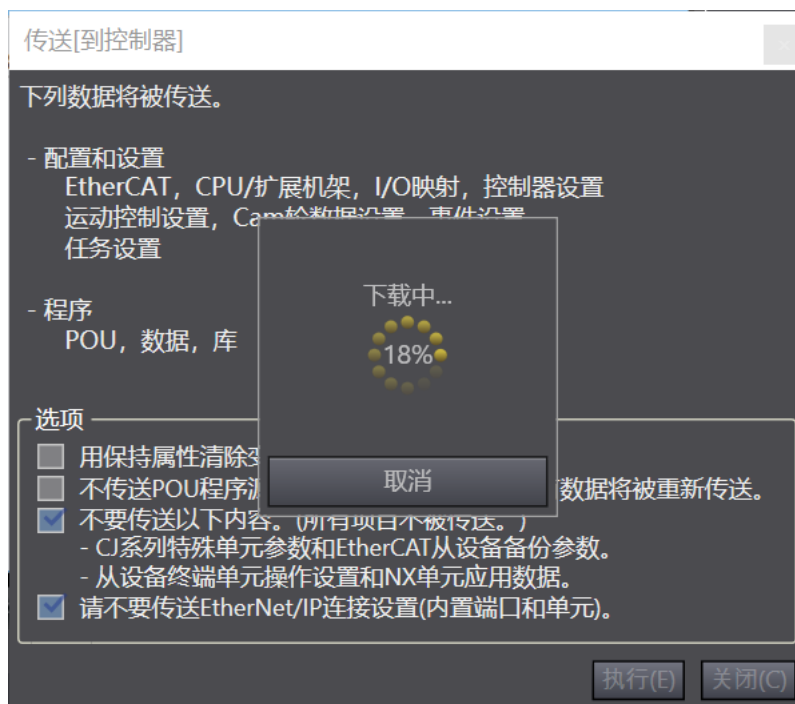 传送[到控制器]
下列数据将被传送。
- 配置和设置
EtherCAT，CPU/扩展机架，I/O映射，控制器设置
运动控制设置，Cam
任务设置
下载中...
- 程序
POU，数据，库
18%
选项
用保持属性清除
取消
不传送POU程序 数据将被重新传送。
不要传送以下内容。(所有项目不被传送。)
- CJ系列特殊单元参数和EtherCAT从设备备份参数。
- 从设备终端单元操作设置和NX单元应用数据。
请不要传送EtherNet/IP连接设置(内置端口和单元)。
执行(E)
关闭(C)